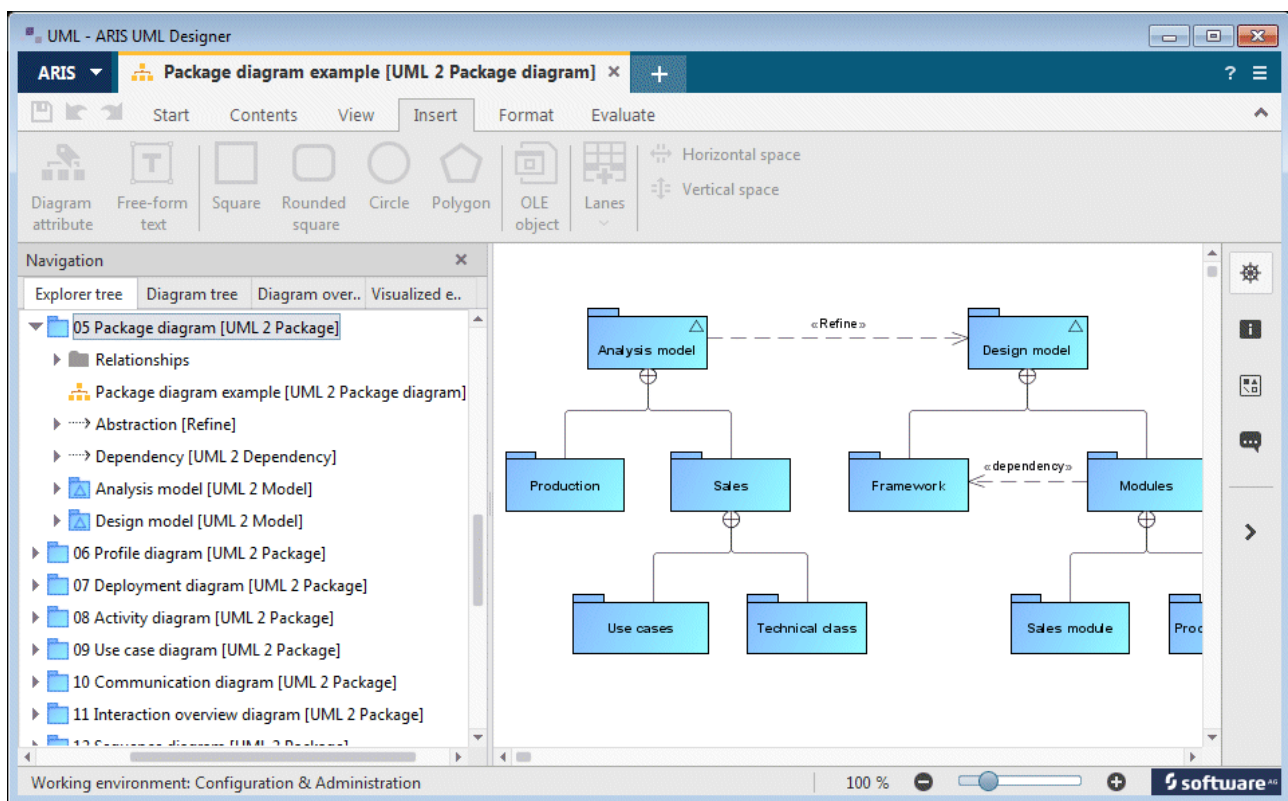 UML - ARIS UML Designer
ARIS
Package diagram example [UML 2 Package diagram]
?
Start Contents View Insert Format Evaluate
Diagram attribute
Free-form text
T
Square
Rounded square
Circle
Polygon
OLE object
Lanes
Horizontal space
Vertical space
Navigation
Explorer tree Diagram tree Diagram over.. Visualized e..
05 Package diagram [UML 2 Package]
Relationships
Package diagram example [UML 2 Package diagram]
Abstraction [Refine]
Dependency [UML 2 Dependency]
Analysis model [UML 2 Model]
Design model [UML 2 Model]
06 Profile diagram [UML 2 Package]
07 Deployment diagram [UML 2 Package]
08 Activity diagram [UML 2 Package]
09 Use case diagram [UML 2 Package]
10 Communication diagram [UML 2 Package]
11 Interaction overview diagram [UML 2 Package]
«Refine»
Analysis model
Design model
Production
Sales
Framework
«dependency»
Modules
Use cases
Technical class
Sales module
Proc
Working environment: Configuration & Administration
100 %
software AG